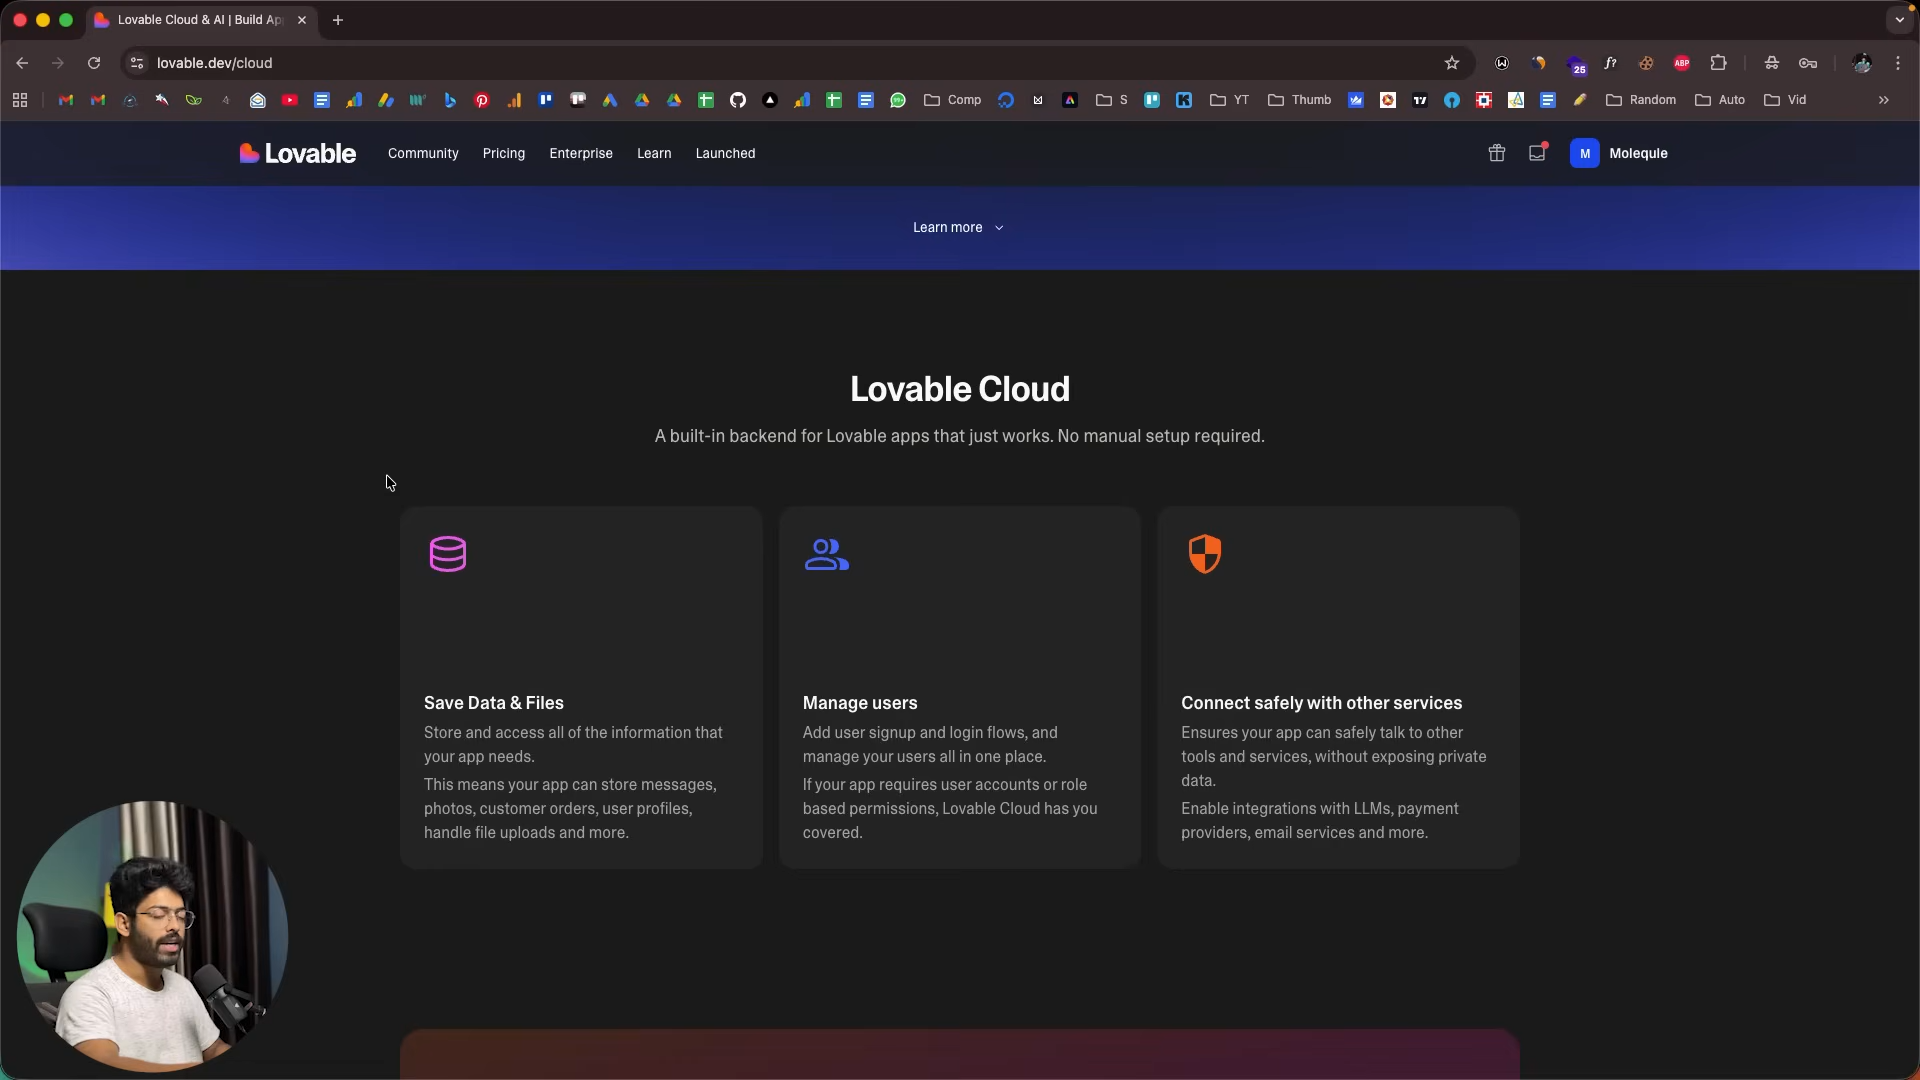 Lovable Cloud & AI | Build Ap
lovable.dev/cloud
25
f?
ABP
Comp
S
YT
Thumb
Random
Auto
Vid
Lovable
Community
Pricing
Enterprise
Learn
Launched
M
Molequle
Learn more
Lovable Cloud
A built-in backend for Lovable apps that just works. No manual setup required.
Save Data & Files
Store and access all of the information that
your app needs.
This means your app can store messages,
photos, customer orders, user profiles,
handle file uploads and more.
Manage users
Add user signup and login flows, and
manage your users all in one place.
If your app requires user accounts or role
based permissions, Lovable Cloud has you
covered.
Connect safely with other services
Ensures your app can safely talk to other
tools and services, without exposing private
data.
Enable integrations with LLMs, payment
providers, email services and more.